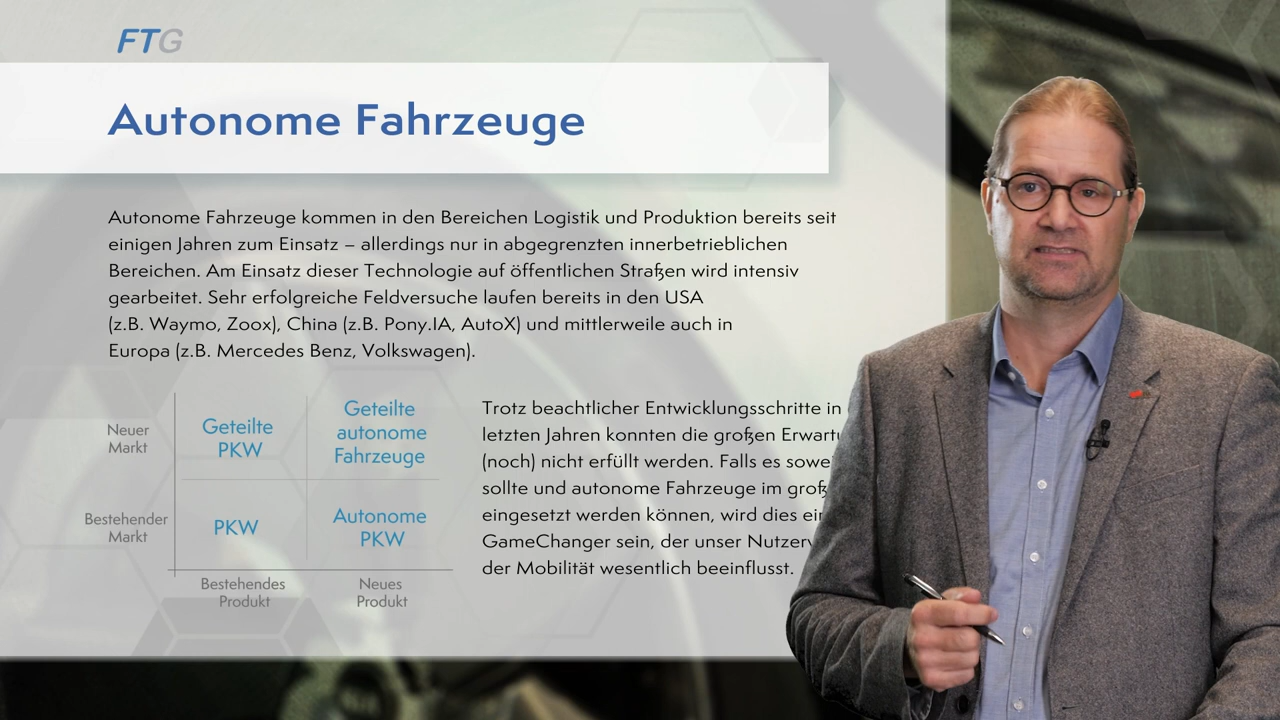 FTG
Autonome Fahrzeuge
Autonome Fahrzeuge kommen in den Bereichen Logistik und Produktion bereits seit
einigen Jahren zum Einsatz – allerdings nur in abgegrenzten innerbetrieblichen
Bereichen. Am Einsatz dieser Technologie auf öffentlichen Straßen wird intensiv
gearbeitet. Sehr erfolgreiche Feldversuche laufen bereits in den USA
(z.B. Waymo, Zoox), China (z.B. Pony.IA, AutoX) und mittlerweile auch in
Europa (z.B. Mercedes Benz, Volkswagen).
Neuer
Markt
Geteilte
PKW
Geteilte
autonome
Fahrzeuge
Bestehender
Markt
PKW
Autonome
PKW
Bestehendes
Produkt
Neues
Produkt
Trotz beachtlicher Entwicklungsschritte in
letzten Jahren konnten die großen
(noch) nicht erfüllt werden. Falls es
sollte und autonome Fahrzeuge im
eingesetzt werden können, wird dies
GameChanger sein, der unser
der Mobilität wesentlich beeinflusst.